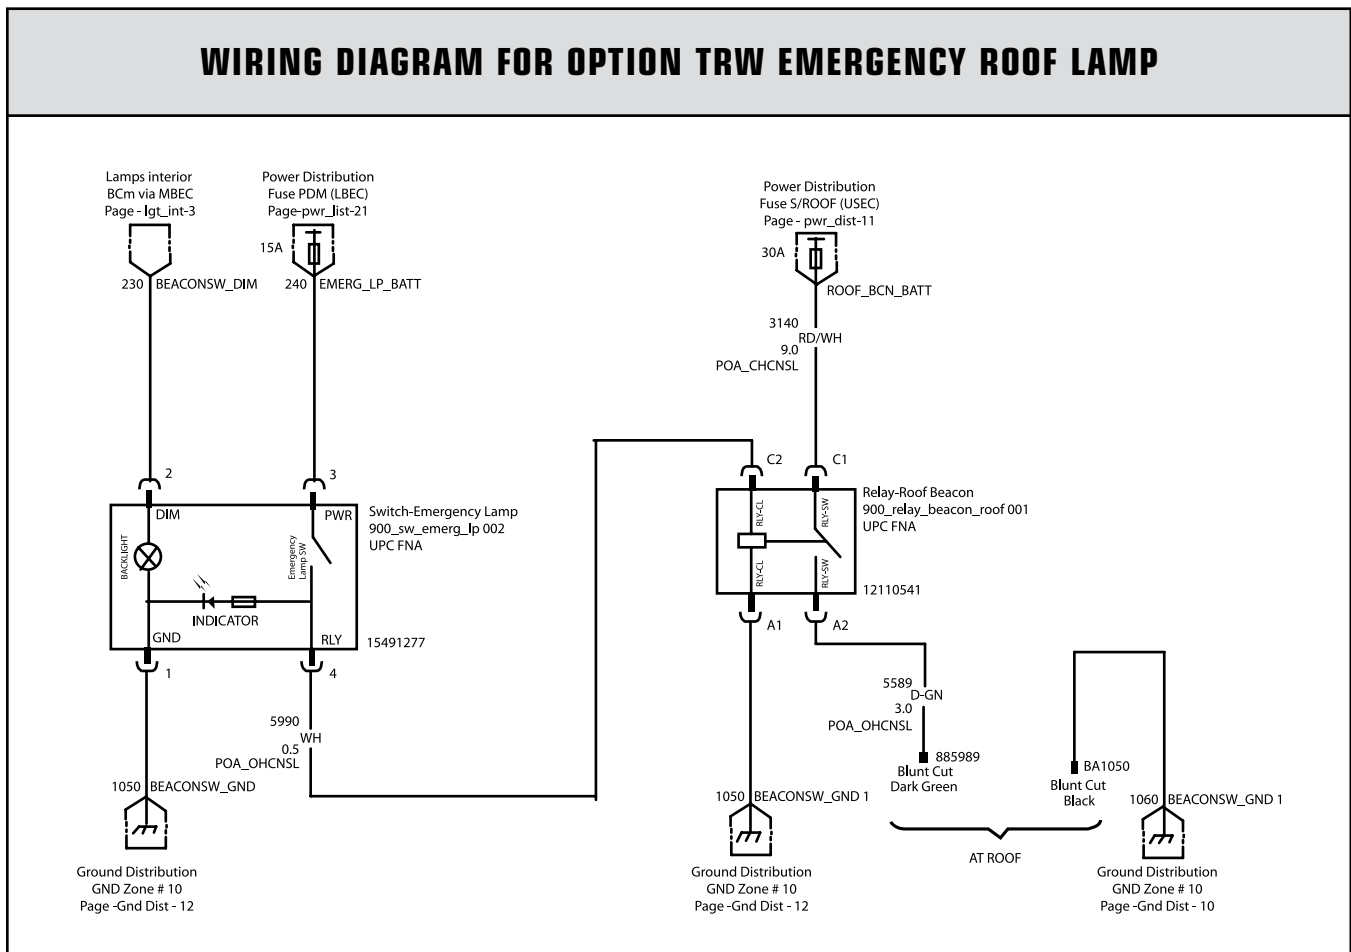 WIRING DIAGRAM FOR OPTION TRW EMERGENCY ROOF LAMP
Lamps interior
BCm via MBEC
Page - lgt_int-3
Power Distribution
Fuse PDM (LBEC)
Page-pwr_list-21
15A
230 BEACONSW_DIM
240 EMERG_LP_BATT
Power Distribution
Fuse S/ROOF (USEC)
Page - pwr_dist-11
30A
ROOF_BCN_BATT
3140
RD/WH
9.0
POA_CHCNSL
2
3
DIM
PWR
BACKLIGHT
Emergency
Lamp SW
INDICATOR
GND
RLY
Switch-Emergency Lamp
900_sw_emerg_lp 002
UPC FNA
15491277
1
4
5990
WH
0.5
POA_OHCNSL
1050 BEACONSW_GND
Ground Distribution
GND Zone # 10
Page -Gnd Dist - 12
C2
C1
RLY-CL
RLY-SW
RLY-CL
RLY-SW
Relay-Roof Beacon
900_relay_beacon_roof 001
UPC FNA
12110541
A1
A2
5589
D-GN
3.0
POA_OHCNSL
885989
Blunt Cut
Dark Green
BA1050
Blunt Cut
Black
AT ROOF
1050 BEACONSW_GND 1
Ground Distribution
GND Zone # 10
Page -Gnd Dist - 12
1060 BEACONSW_GND 1
Ground Distribution
GND Zone # 10
Page -Gnd Dist - 10